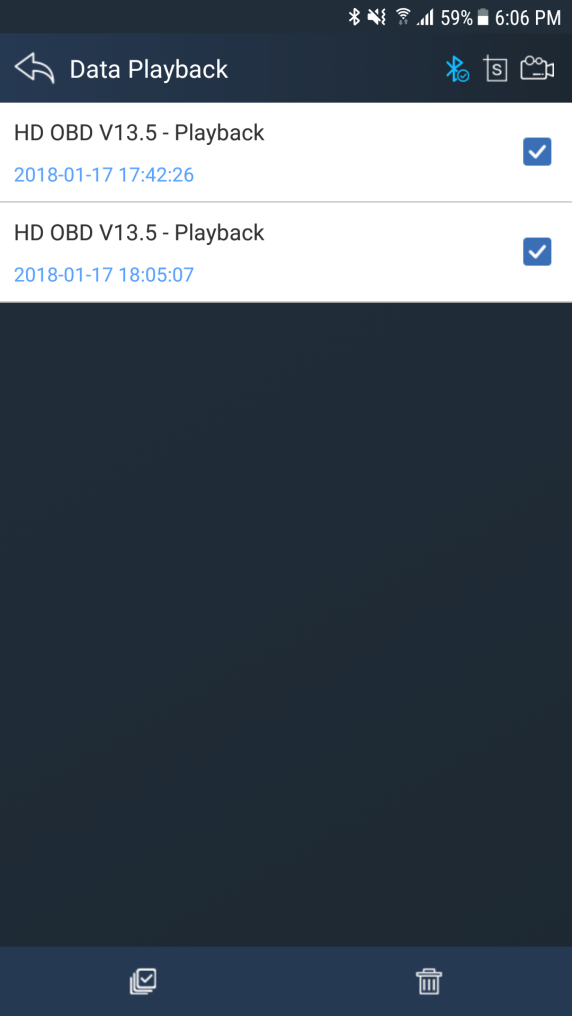 59% 6:06 PM
Data Playback
S
HD OBD V13.5 - Playback
2018-01-17 17:42:26
HD OBD V13.5 - Playback
2018-01-17 18:05:07